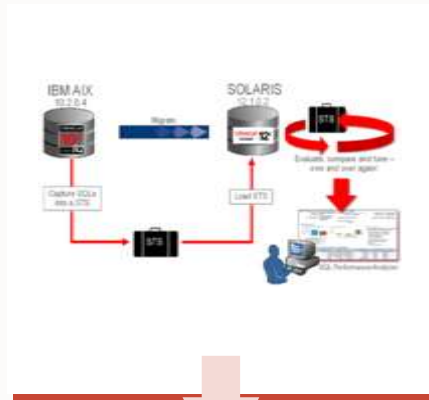 IBM AIX
10.2.0.4
Migrate
SOLARIS
12.1.0.2
STS
Evaluate, compare and tune –
over and over again!
Capture SQLs
into a STS
Load STS
STS
SQL Performance Analyzer